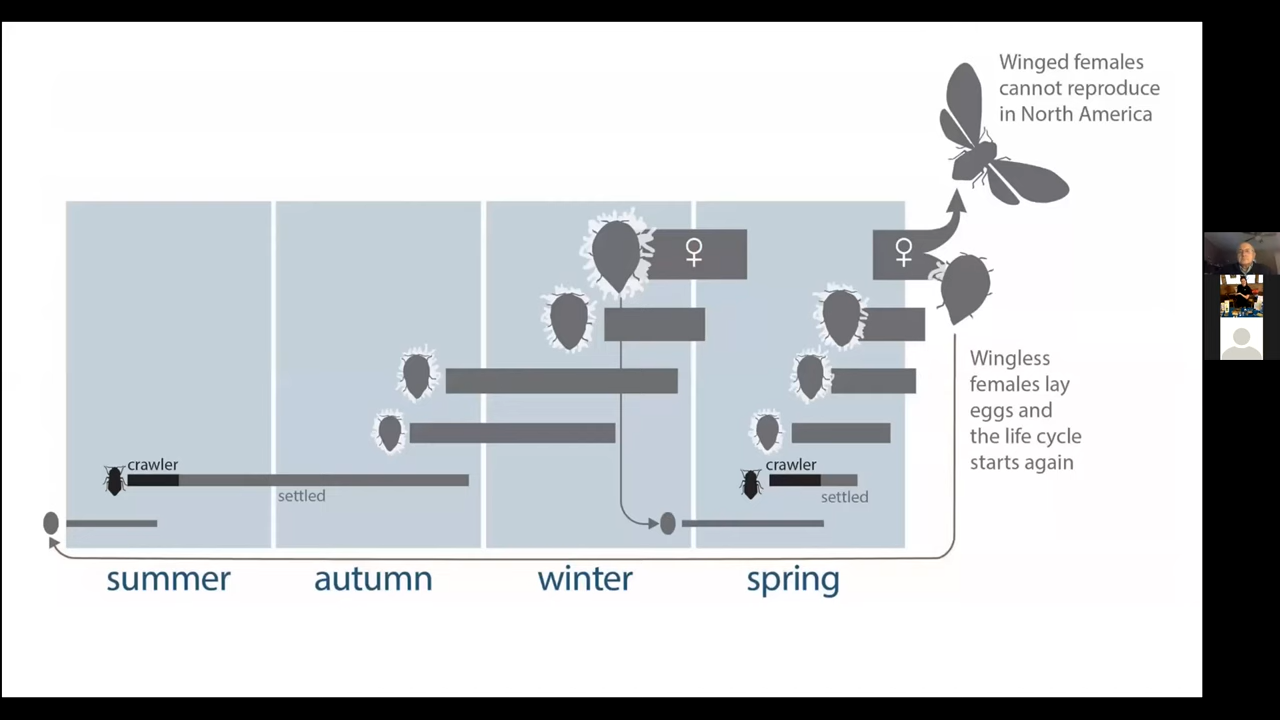 Winged females
cannot reproduce
in North America
♀
♀
Wingless
females lay
eggs and
the life cycle
starts again
crawler
settled
crawler
settled
summer
autumn
winter
spring